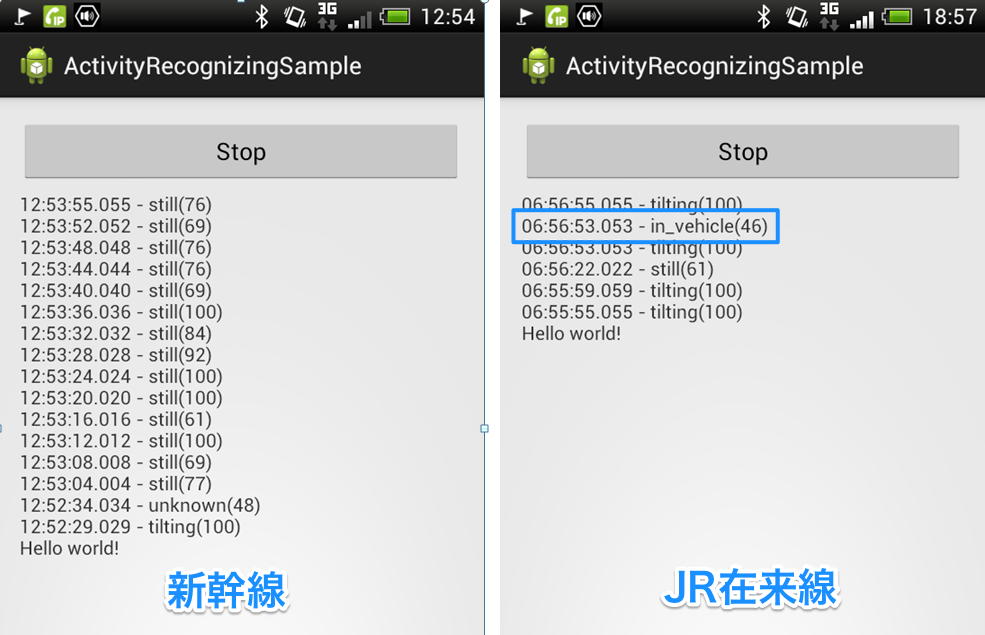 3G
12:54
ActivityRecognizingSample
Stop
12:53:55.055 - still(76)
12:53:52.052 - still(69)
12:53:48.048 - still(76)
12:53:44.044 - still(76)
12:53:40.040 - still(69)
12:53:36.036 - still(100)
12:53:32.032 - still(84)
12:53:28.028 - still(92)
12:53:24.024 - still(100)
12:53:20.020 - still(100)
12:53:16.016 - still(61)
12:53:12.012 - still(100)
12:53:08.008 - still(69)
12:53:04.004 - still(77)
12:52:34.034 - unknown(48)
12:52:29.029 - tilting(100)
Hello world!
新幹線
3G
18:57
ActivityRecognizingSample
Stop
06:56:55.055 - tilting(100)
06:56:53.053 - in_vehicle(46)
06:56:53.053 - tilting(100)
06:56:22.022 - still(61)
06:55:59.059 - tilting(100)
06:55:55.055 - tilting(100)
Hello world!
JR在来線